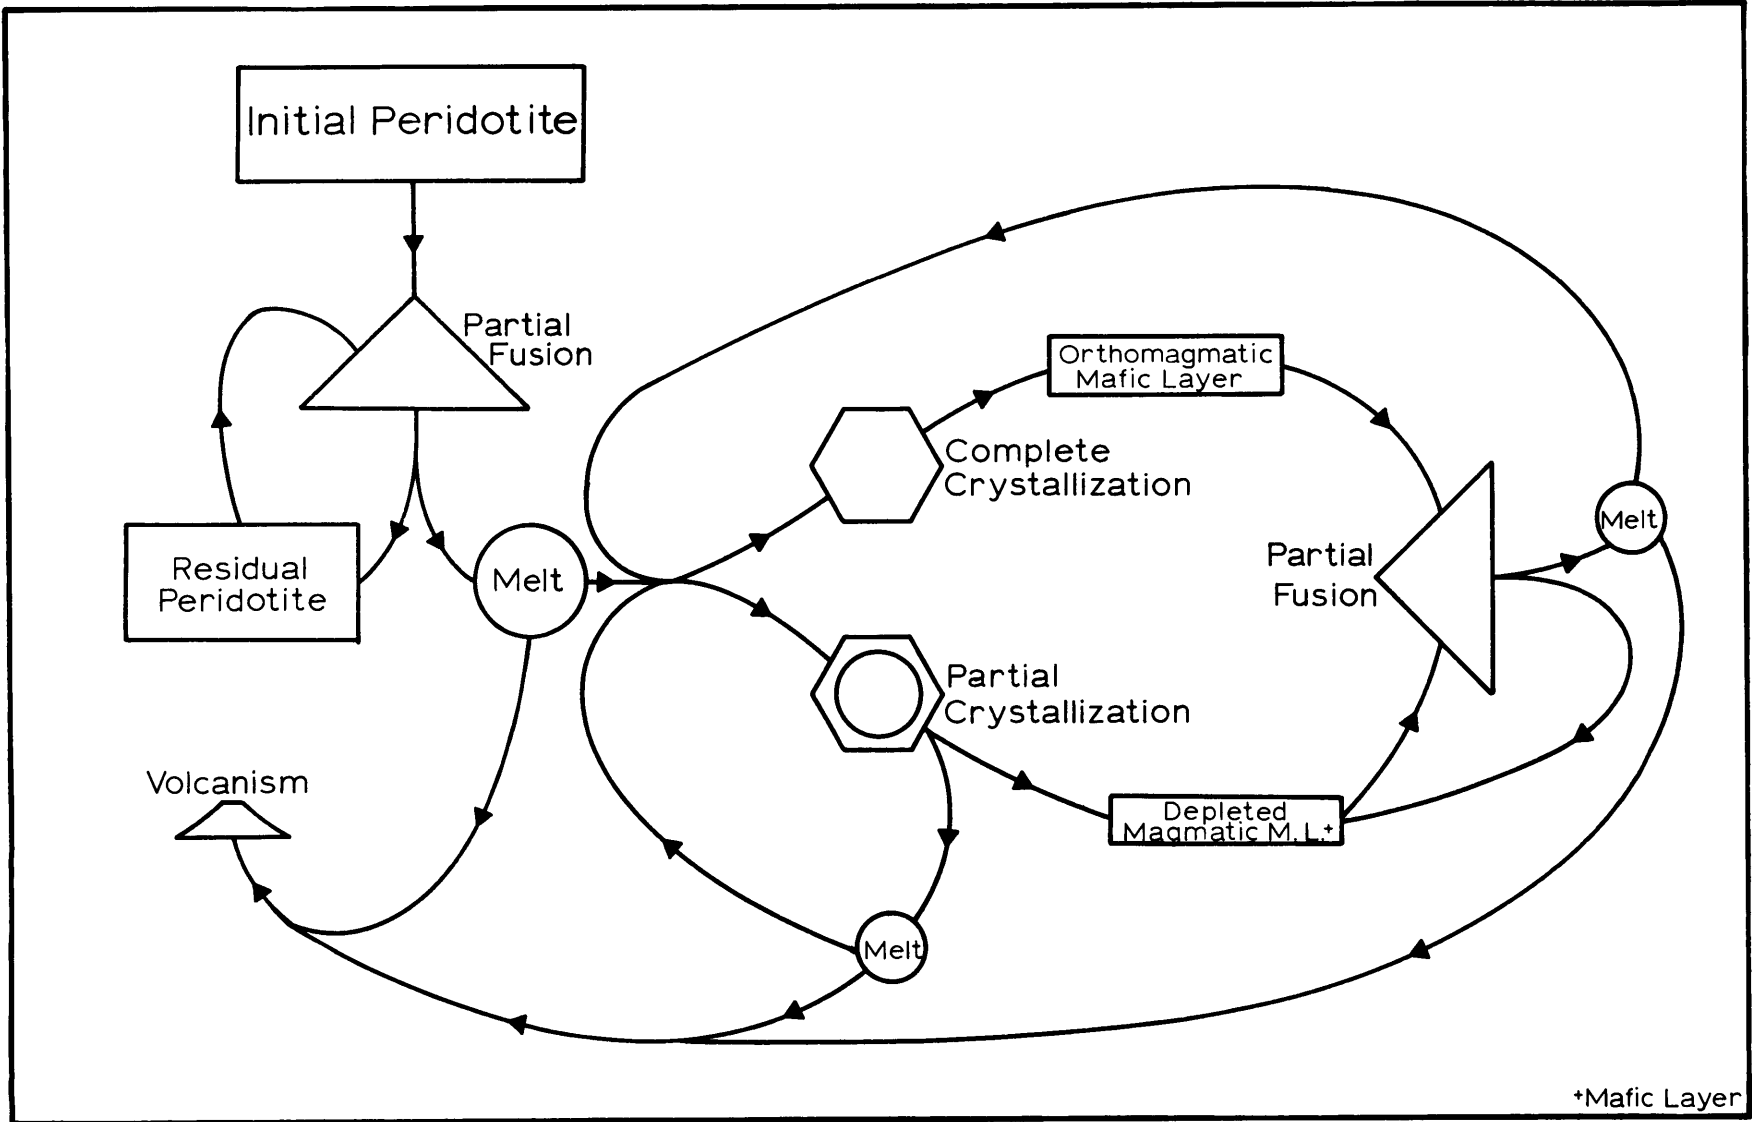 Initial Peridotite
Partial
Fusion
Orthomagmatic
Mafic Layer
Complete
Crystallization
Melt
Partial
Fusion
Residual
Peridotite
Melt
Partial
Crystallization
Volcanism
Depleted
Magmatic M.L.+
Melt
+Mafic Layer